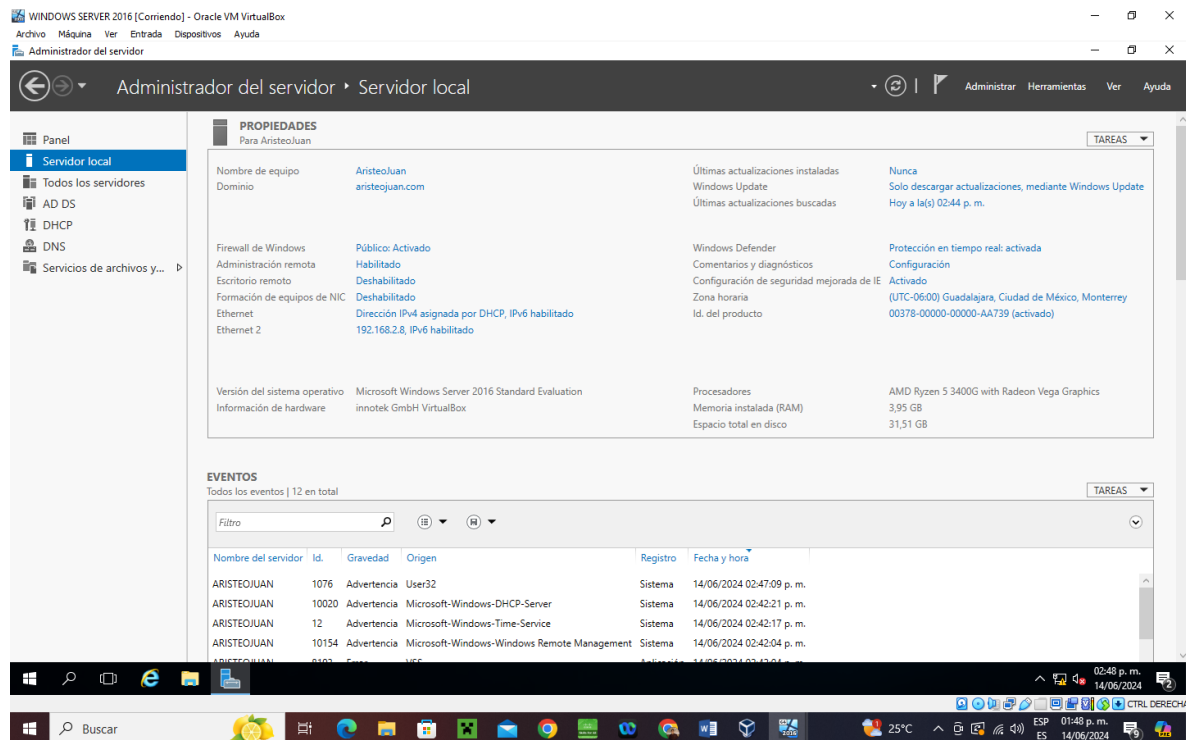 WINDOWS SERVER 2016 [Corriendo] - Oracle VM VirtualBox
Archivo Máquina Ver Entrada Dispositivos Ayuda
Administrador del servidor
Administrador del servidor ‣ Servidor local
Administrar Herramientas Ver Ayuda
Panel
Servidor local
Todos los servidores
AD DS
DHCP
DNS
Servicios de archivos y...
PROPIEDADES
Para AristeoJuan
TAREAS
Nombre de equipo AristeoJuan
Dominio aristeojuan.com
Últimas actualizaciones instaladas Nunca
Windows Update Solo descargar actualizaciones, mediante Windows Update
Últimas actualizaciones buscadas Hoy a la(s) 02:44 p. m.
Firewall de Windows Público: Activado
Administración remota Habilitado
Escritorio remoto Deshabilitado
Formación de equipos de NIC Deshabilitado
Ethernet Dirección IPv4 asignada por DHCP, IPv6 habilitado
Ethernet 2 192.168.2.8, IPv6 habilitado
Windows Defender Protección en tiempo real: activada
Comentarios y diagnósticos Configuración
Configuración de seguridad mejorada de IE Activado
Zona horaria (UTC-06:00) Guadalajara, Ciudad de México, Monterrey
Id. del producto 00378-00000-00000-AA739 (activado)
Versión del sistema operativo Microsoft Windows Server 2016 Standard Evaluation
Información de hardware innotek GmbH VirtualBox
Procesadores AMD Ryzen 5 3400G with Radeon Vega Graphics
Memoria instalada (RAM) 3,95 GB
Espacio total en disco 31,51 GB
EVENTOS
Todos los eventos | 12 en total
TAREAS
Filtro
Nombre del servidor Id. Gravedad Origen Registro Fecha y hora
ARISTEOJUAN 1076 Advertencia User32 Sistema 14/06/2024 02:47:09 p. m.
ARISTEOJUAN 10020 Advertencia Microsoft-Windows-DHCP-Server Sistema 14/06/2024 02:42:21 p. m.
ARISTEOJUAN 12 Advertencia Microsoft-Windows-Time-Service Sistema 14/06/2024 02:42:17 p. m.
ARISTEOJUAN 10154 Advertencia Microsoft-Windows-Windows Remote Management Sistema 14/06/2024 02:42:04 p. m.
02:48 p. m.
14/06/2024
2
CTRL DERECHA
Buscar
2016
25°C
ESP
ES
01:48 p. m.
14/06/2024
9